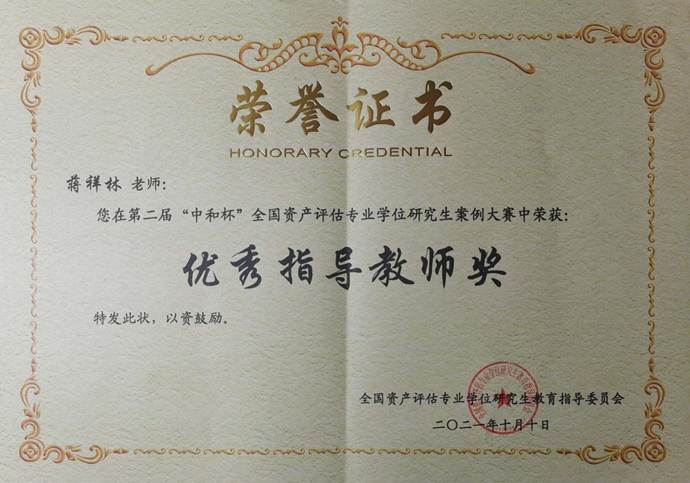 荣誉证书
HONORARY CREDENTIAL
蒋祥林 老师：
您在第二届“中和杯”全国资产评估专业学位研究生案例大赛中荣获：
优秀指导教师奖
特发此状，以资鼓励。
全国资产评估专业学位研究生教育指导委员会
二〇二一年十月十日